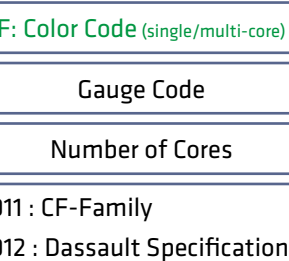 F: Color Code (single/multi-core)
Gauge Code
Number of Cores
011 : CF-Family
012 : Dassault Specification